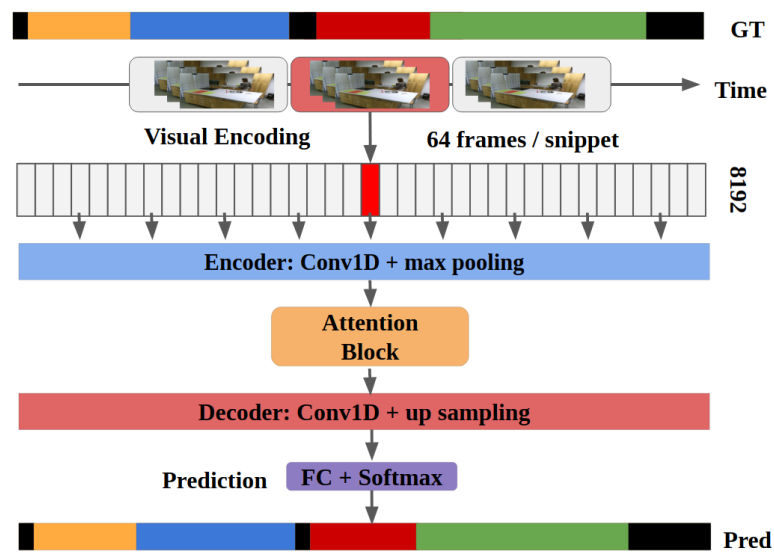 GT
Time
Visual Encoding
64 frames / snippet
8192
Encoder: Conv1D + max pooling
Attention
Block
Decoder: Conv1D + up sampling
Prediction
FC + Softmax
Pred